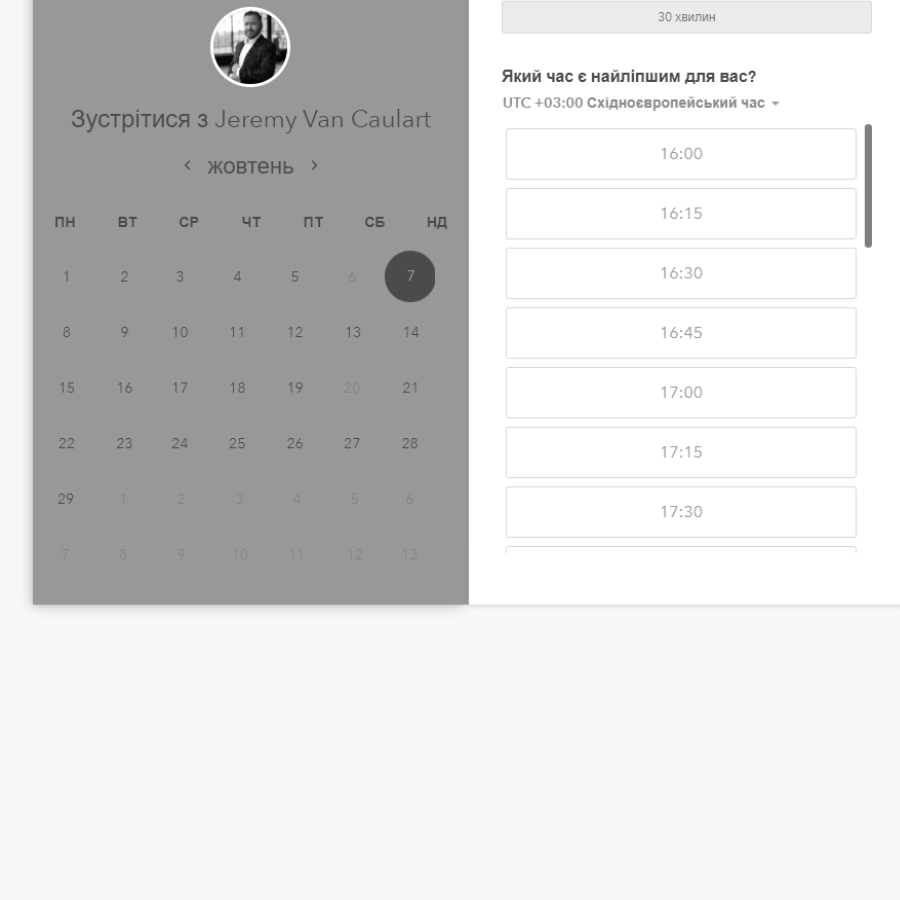 Зустрітися з Jeremy Van Caulart
жовтень
ПН ВТ СР ЧТ ПТ СБ НД
1 2 3 4 5 6 7
8 9 10 11 12 13 14
15 16 17 18 19 20 21
22 23 24 25 26 27 28
29 1 2 3 4 5 6
7 8 9 10 11 12 13
30 хвилин
Який час є найліпшим для вас?
UTC +03:00 Східноєвропейський час
16:00
16:15
16:30
16:45
17:00
17:15
17:30